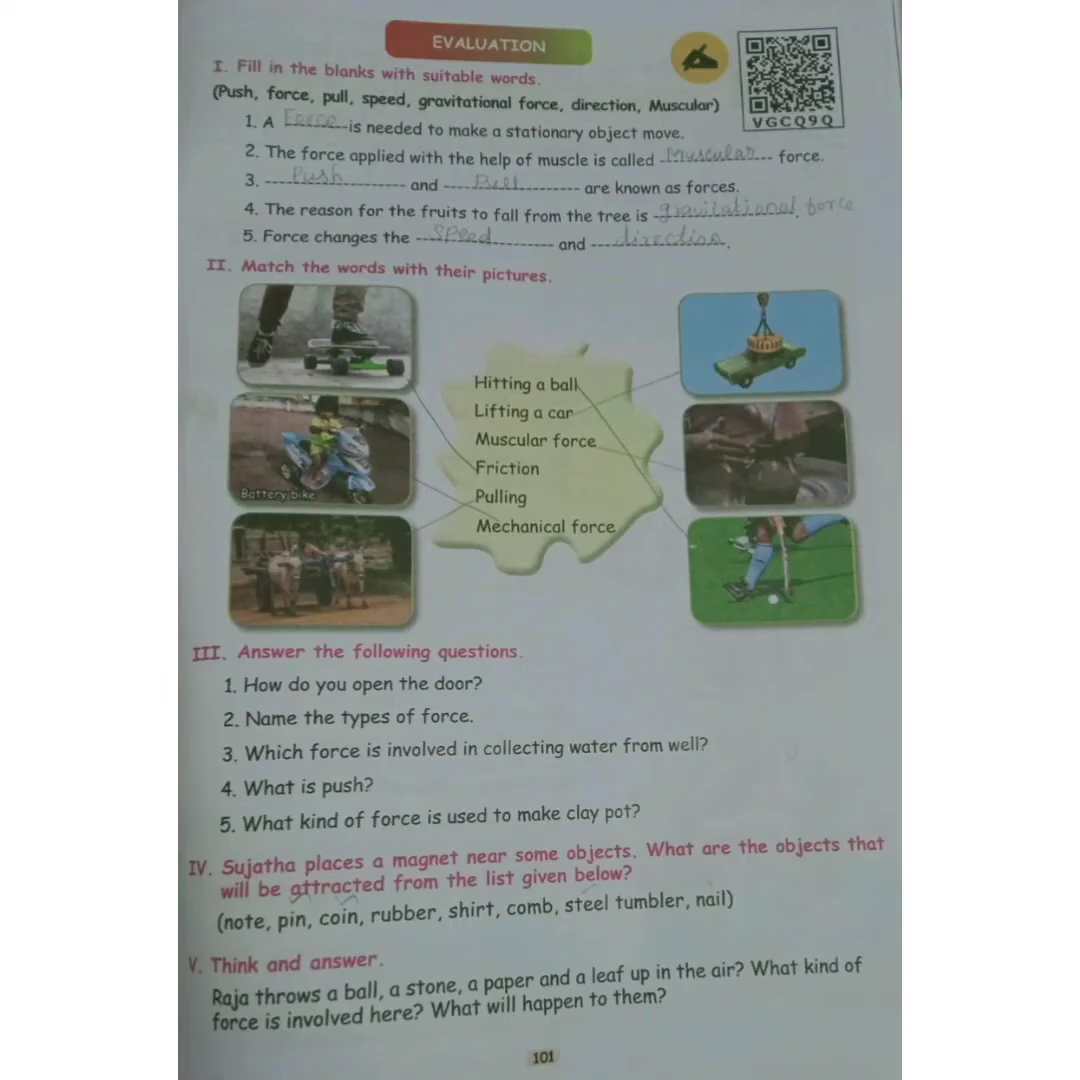 EVALUATION
I. Fill in the blanks with suitable words.
(Push, force, pull, speed, gravitational force, direction, Muscular)
VGCQ9Q
1. A Force is needed to make a stationary object move.
2. The force applied with the help of muscle is called Muscular force.
3. Push and Pull are known as forces.
4. The reason for the fruits to fall from the tree is gravitational force.
5. Force changes the speed and direction.
II. Match the words with their pictures.
Hitting a ball
Lifting a car
Muscular force
Friction
Battery bike
Pulling
Mechanical force
III. Answer the following questions.
1. How do you open the door?
2. Name the types of force.
3. Which force is involved in collecting water from well?
4. What is push?
5. What kind of force is used to make clay pot?
IV. Sujatha places a magnet near some objects. What are the objects that
will be attracted from the list given below?
(note, pin, coin, rubber, shirt, comb, steel tumbler, nail)
V. Think and answer.
Raja throws a ball, a stone, a paper and a leaf up in the air? What kind of
force is involved here? What will happen to them?
101